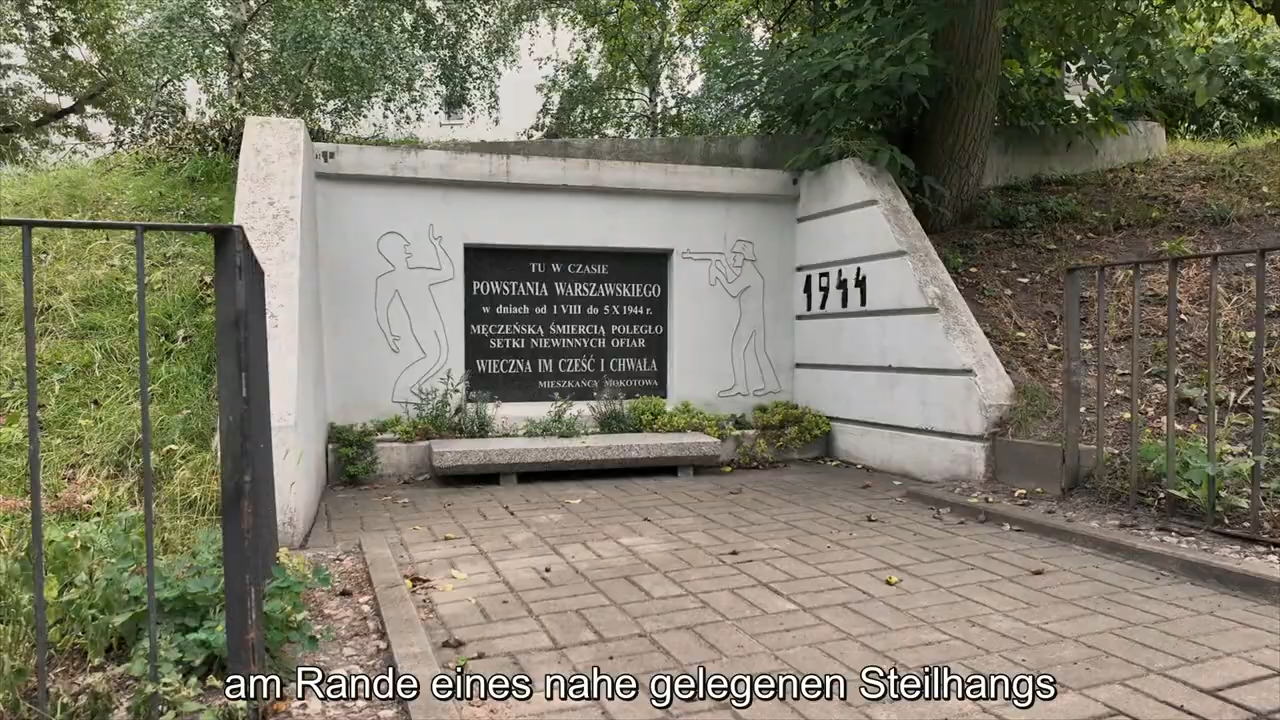 TU W CZASIE
POWSTANIA WARSZAWSKIEGO
w dniach od 1 VIII do 5 X 1944 r.
MĘCZEŃSKĄ ŚMIERCIĄ POLEGŁO
SETKI NIEWINNYCH OFIAR
WIECZNA IM CZEŚĆ I CHWAŁA
MIESZKAŃCY MOKOTOWA
1944
am Rande eines nahe gelegenen Steilhangs